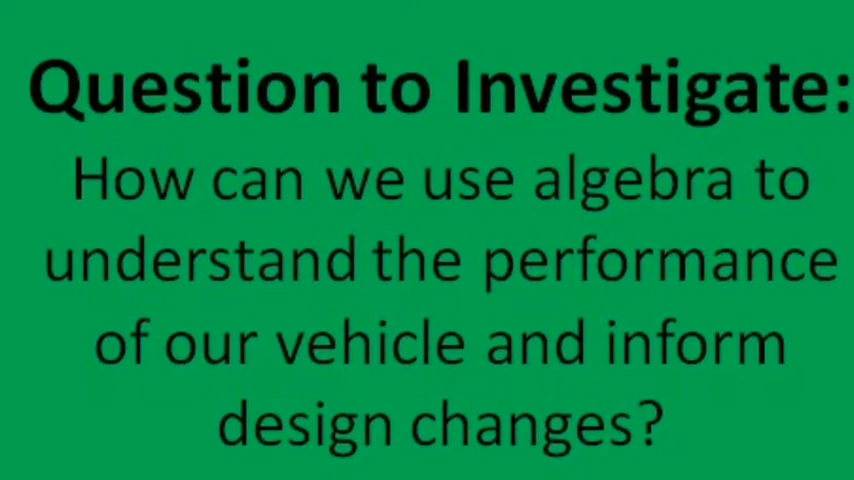 Question to Investigate:
How can we use algebra to
understand the performance
of our vehicle and inform
design changes?